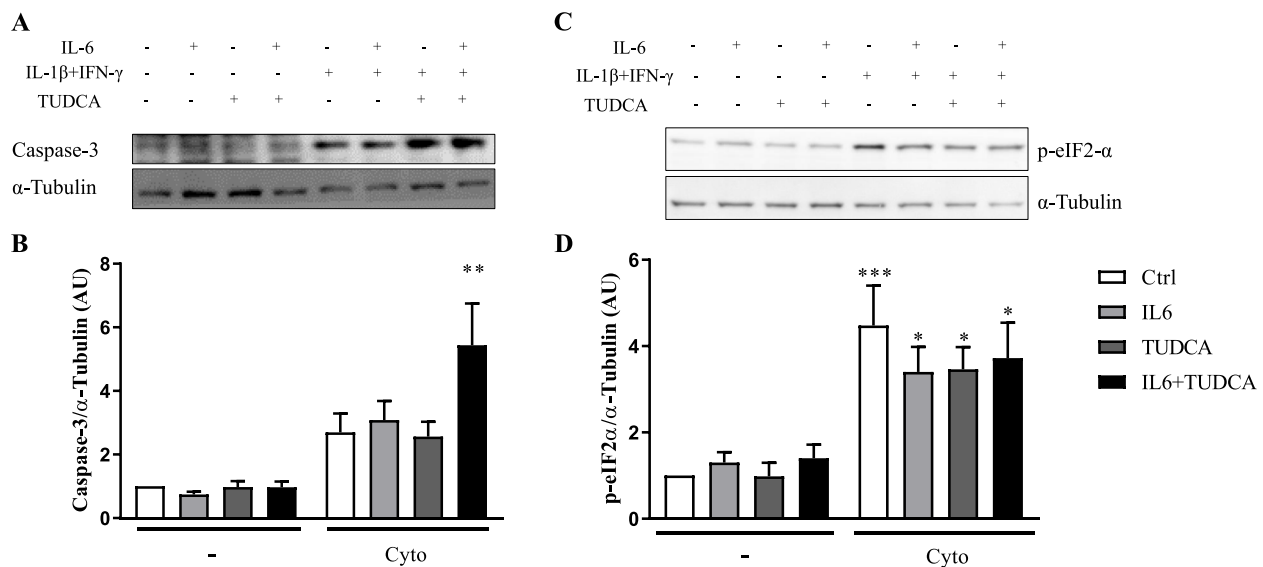 A
IL-6 - + - + - + - +
IL-1β+IFN-γ - - - - + + + +
TUDCA - - + + - - + +
Caspase-3
α-Tubulin
C
IL-6 - + - + - + - +
IL-1β+IFN-γ - - - - + + + +
TUDCA - - + + - - + +
p-eIF2-α
α-Tubulin
B
Caspase-3/α-Tubulin (AU)
8
6
4
2
0
**
-
Cyto
D
p-eIF2α/α-Tubulin (AU)
6
4
2
0
***
*
*
*
-
Cyto
Ctrl
IL6
TUDCA
IL6+TUDCA